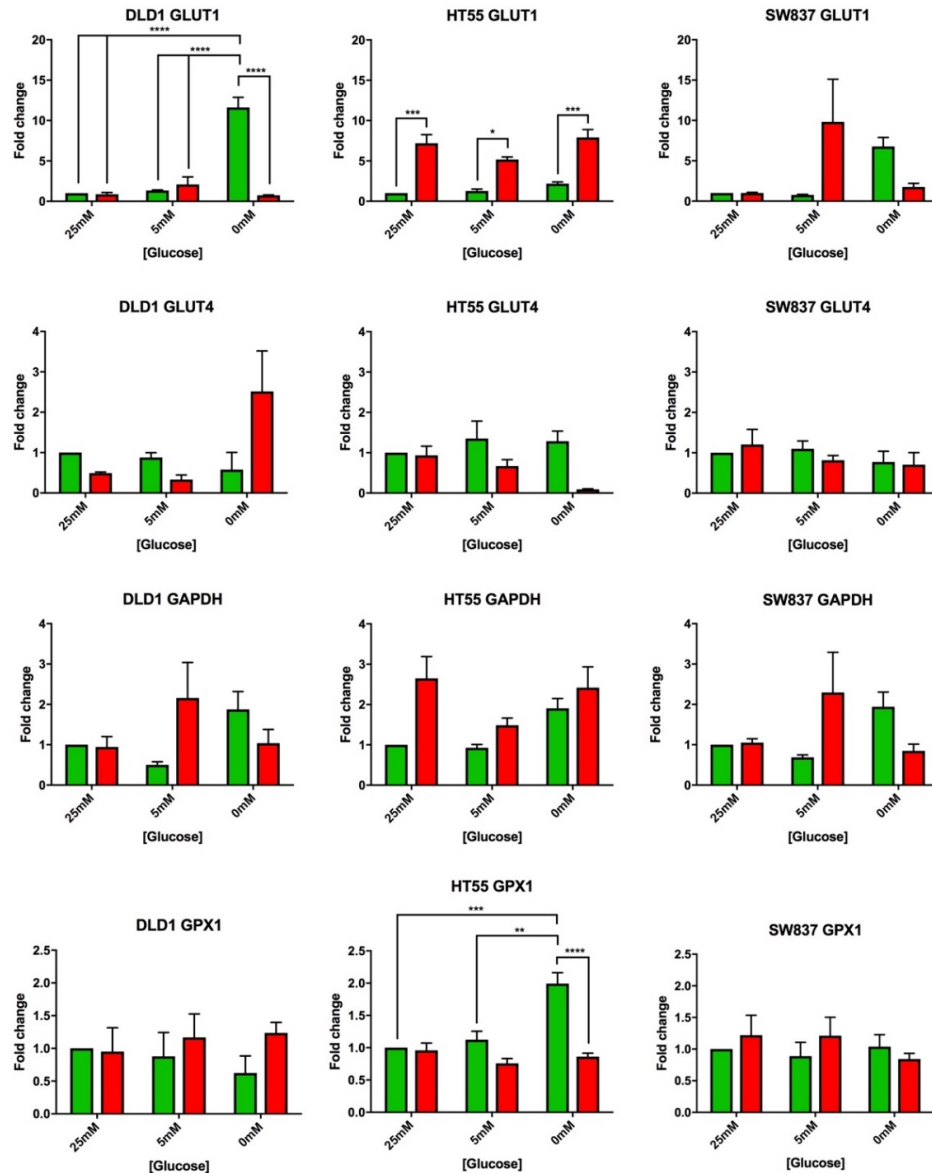 DLD1 GLUT1
HT55 GLUT1
SW837 GLUT1
Fold change
20
15
10
5
0
****
****
****
25mM
5mM
0mM
[Glucose]
Fold change
20
15
10
5
0
***
*
***
25mM
5mM
0mM
[Glucose]
Fold change
20
15
10
5
0
25mM
5mM
0mM
[Glucose]
DLD1 GLUT4
HT55 GLUT4
SW837 GLUT4
Fold change
4
3
2
1
0
25mM
5mM
0mM
[Glucose]
Fold change
4
3
2
1
0
25mM
5mM
0mM
[Glucose]
Fold change
4
3
2
1
0
25mM
5mM
0mM
[Glucose]
DLD1 GAPDH
HT55 GAPDH
SW837 GAPDH
Fold change
4
3
2
1
0
25mM
5mM
0mM
[Glucose]
Fold change
4
3
2
1
0
25mM
5mM
0mM
[Glucose]
Fold change
4
3
2
1
0
25mM
5mM
0mM
[Glucose]
DLD1 GPX1
HT55 GPX1
SW837 GPX1
Fold change
2.5
2.0
1.5
1.0
0.5
0.0
25mM
5mM
0mM
[Glucose]
Fold change
2.5
2.0
1.5
1.0
0.5
0.0
***
**
****
25mM
5mM
0mM
[Glucose]
Fold change
2.5
2.0
1.5
1.0
0.5
0.0
25mM
5mM
0mM
[Glucose]